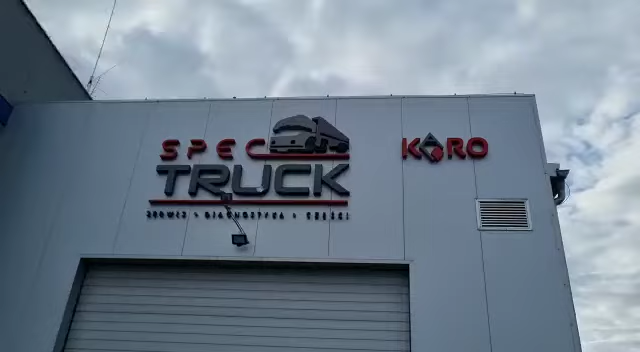 SPEC
TRUCK
SERWIS • DIAGNOSTYKA • CZĘŚCI
KARO